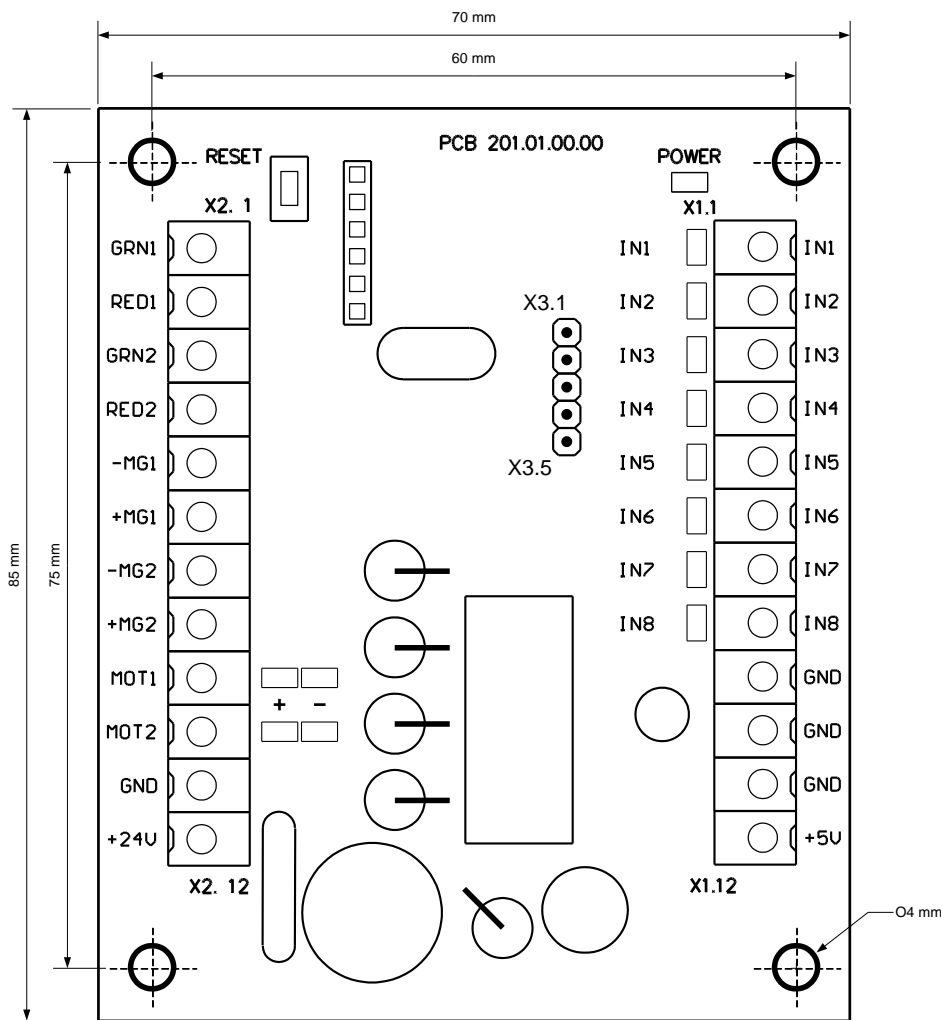 70 mm
60 mm
PCB 201.01.00.00
RESET
POWER
X2. 1
X1.1
GRN1
RED1
GRN2
RED2
-MG1
+MG1
-MG2
+MG2
MOT1
MOT2
GND
+24V
X2. 12
+ -
X3.1
X3.5
IN1
IN2
IN3
IN4
IN5
IN6
IN7
IN8
IN1
IN2
IN3
IN4
IN5
IN6
IN7
IN8
GND
GND
GND
+5V
X1.12
85 mm
75 mm
O4 mm